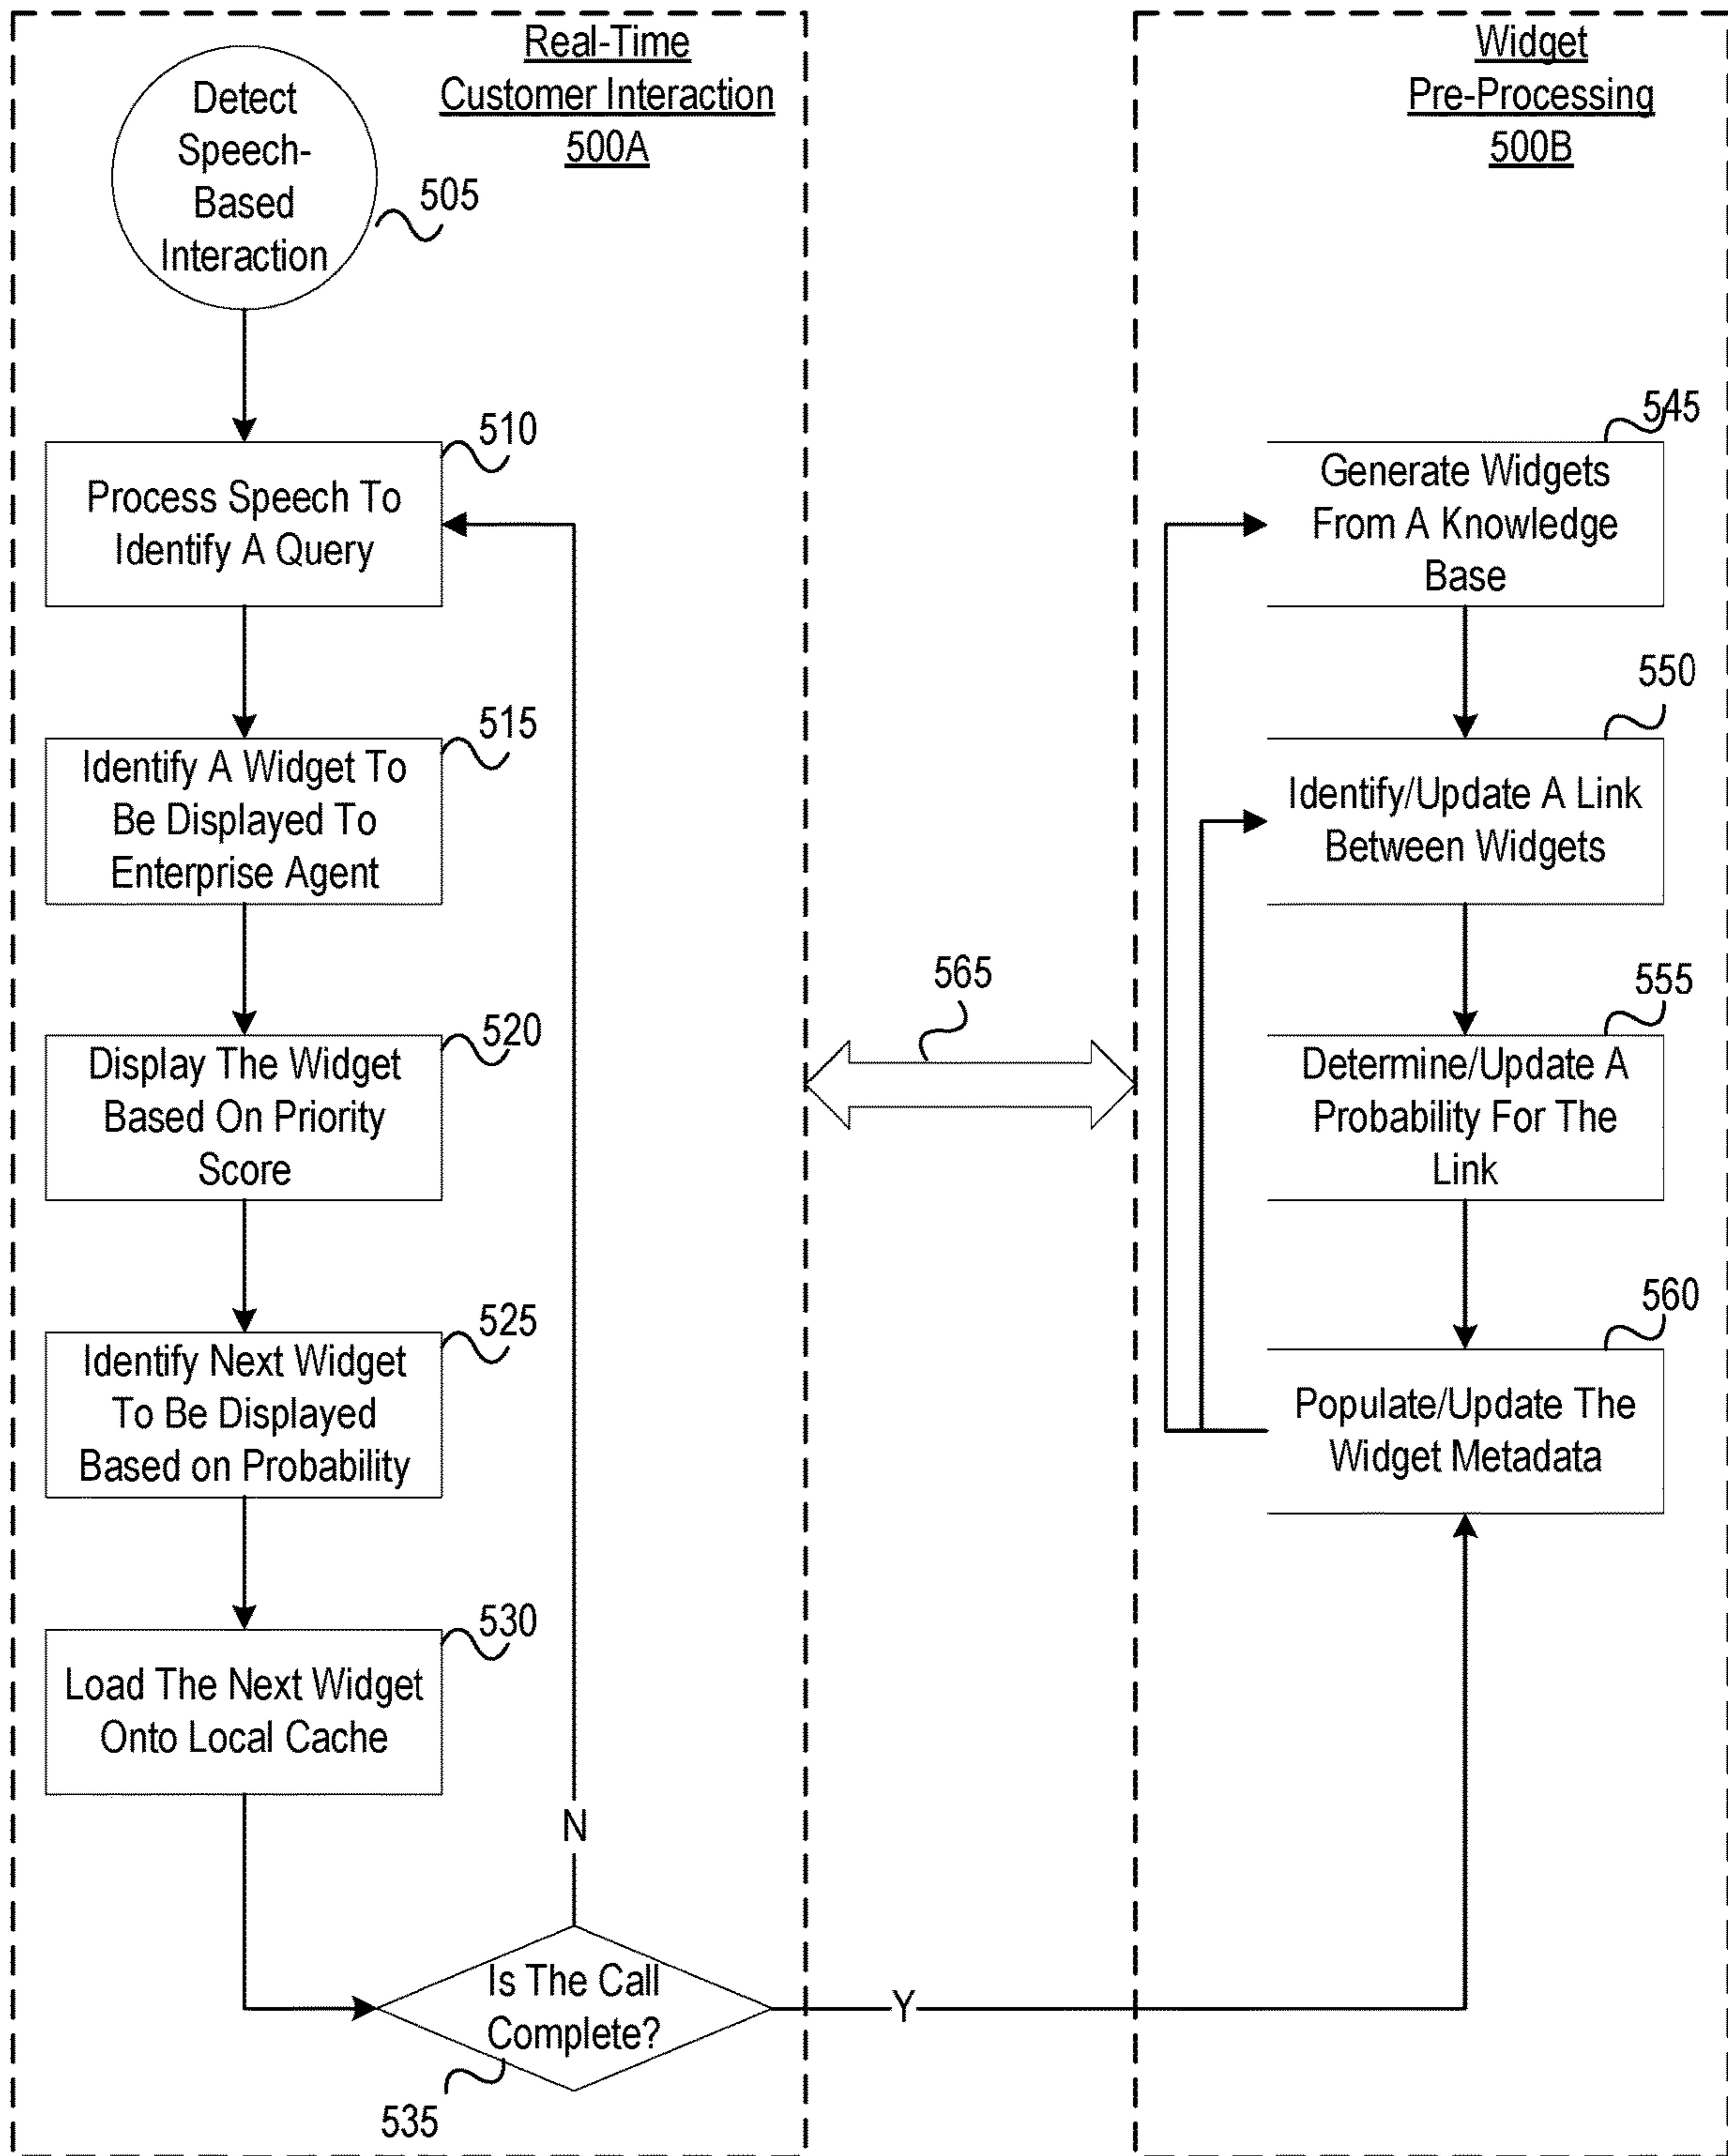 Real-Time
Customer Interaction
500A
Detect
Speech-
Based
Interaction
505
510
Process Speech To
Identify A Query
515
Identify A Widget To
Be Displayed To
Enterprise Agent
520
Display The Widget
Based On Priority
Score
525
Identify Next Widget
To Be Displayed
Based on Probability
530
Load The Next Widget
Onto Local Cache
N
Is The Call
Complete?
535
Y
565
Widget
Pre-Processing
500B
545
Generate Widgets
From A Knowledge
Base
550
Identify/Update A Link
Between Widgets
555
Determine/Update A
Probability For The
Link
560
Populate/Update The
Widget Metadata